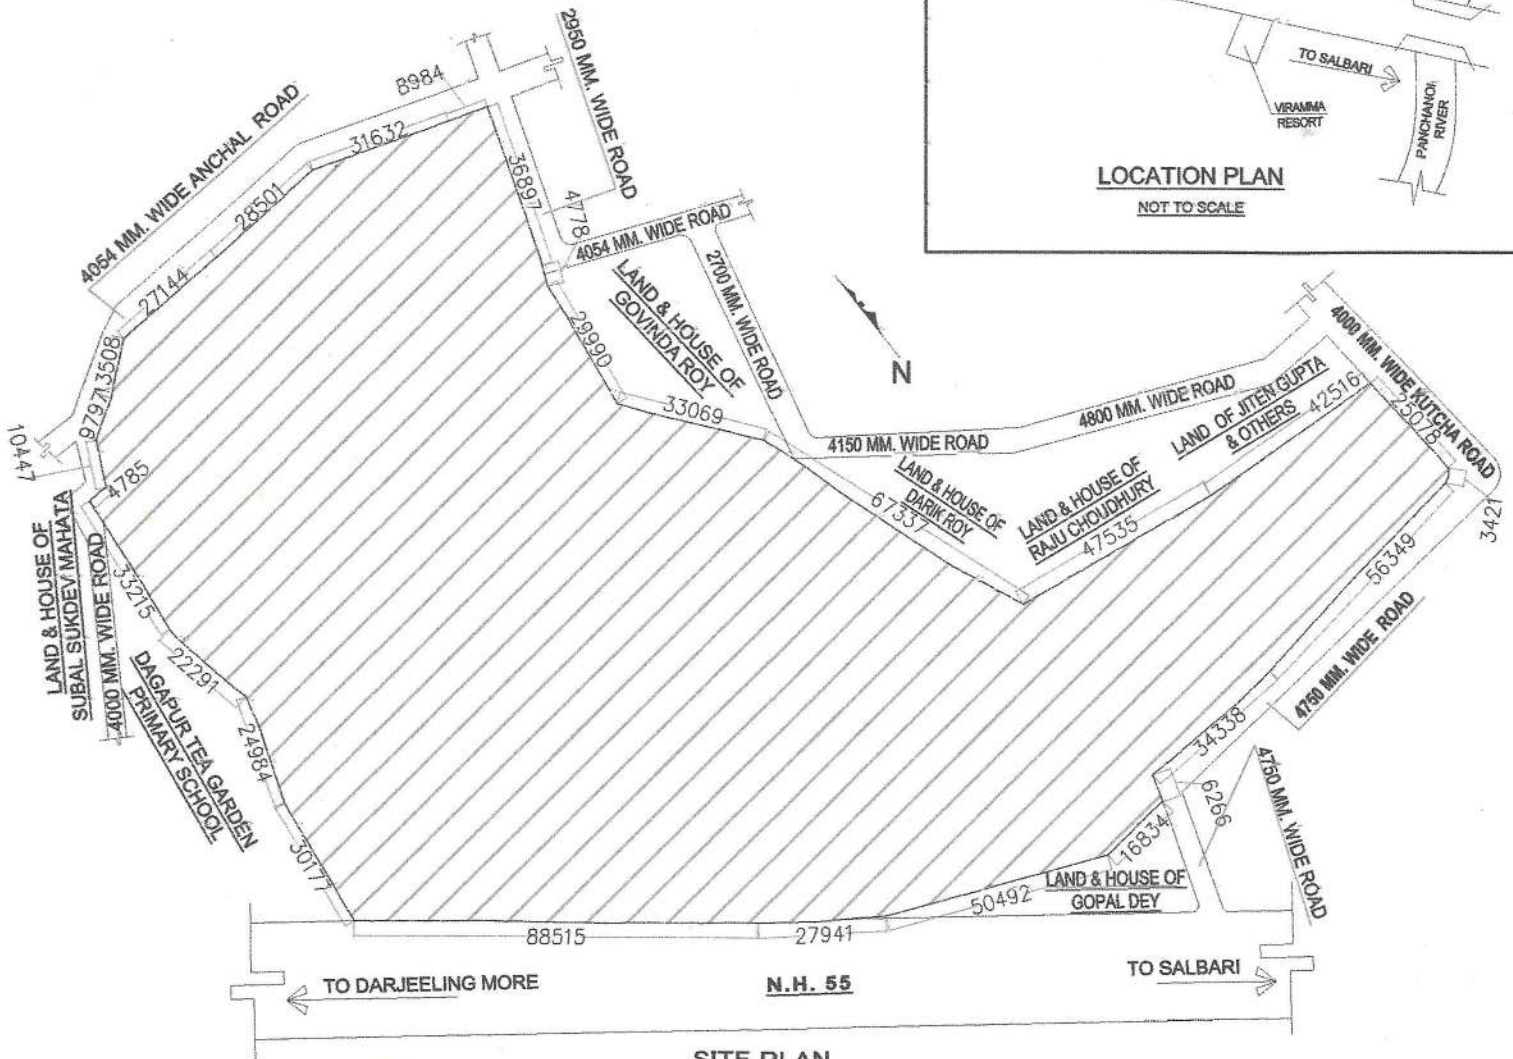 2950 MM. WIDE ROAD
8984
4054 MM. WIDE ANCHAL ROAD
31632
28501
27144
13508
9797
10447
4785
36897
4778
4054 MM. WIDE ROAD
2700 MM. WIDE ROAD
LAND & HOUSE OF
GOVINDA ROY
29990
33069
TO SALBARI
VIRAMMA
RESORT
PANCHANOI
RIVER
LOCATION PLAN
NOT TO SCALE
N
4150 MM. WIDE ROAD
4800 MM. WIDE ROAD
4000 MM. WIDE KUTCHA ROAD
LAND OF JITEN GUPTA
& OTHERS
42516
25078
LAND & HOUSE OF
DARIK ROY
LAND & HOUSE OF
RAJU CHOUDHURY
67337
47535
3421
56349
4750 MM. WIDE ROAD
34338
6266
4750 MM. WIDE ROAD
16834
LAND & HOUSE OF
GOPAL DEY
50492
27941
88515
LAND & HOUSE OF
SUBAL SUKDEV MAHATA
4000 MM. WIDE ROAD
33215
22291
24984
30177
DAGAPUR TEA GARDEN
PRIMARY SCHOOL
TO DARJEELING MORE
N.H. 55
TO SALBARI
SITE PLAN